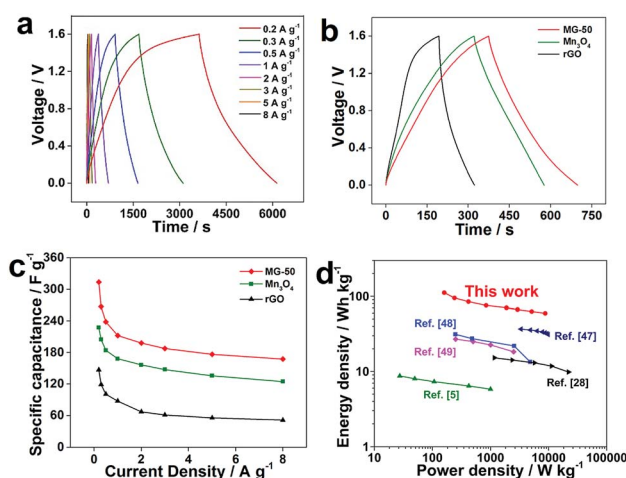 a
0.2 A g⁻¹
0.3 A g⁻¹
0.5 A g⁻¹
1 A g⁻¹
2 A g⁻¹
3 A g⁻¹
5 A g⁻¹
8 A g⁻¹
Voltage / V
1.6
1.2
0.8
0.4
0.0
0 1500 3000 4500 6000
Time / s
b
MG-50
Mn₃O₄
rGO
Voltage / V
1.6
1.2
0.8
0.4
0.0
0 150 300 450 600 750
Time / s
c
MG-50
Mn₃O₄
rGO
Specific capacitance / F g⁻¹
360
300
240
180
120
60
0
0 2 4 6 8
Current Density / A g⁻¹
d
This work
Ref. [48]
Ref. [47]
Ref. [49]
Ref. [28]
Ref. [5]
Energy density / Wh kg⁻¹
100
10
1
10 100 1000 10000 100000
Power density / W kg⁻¹